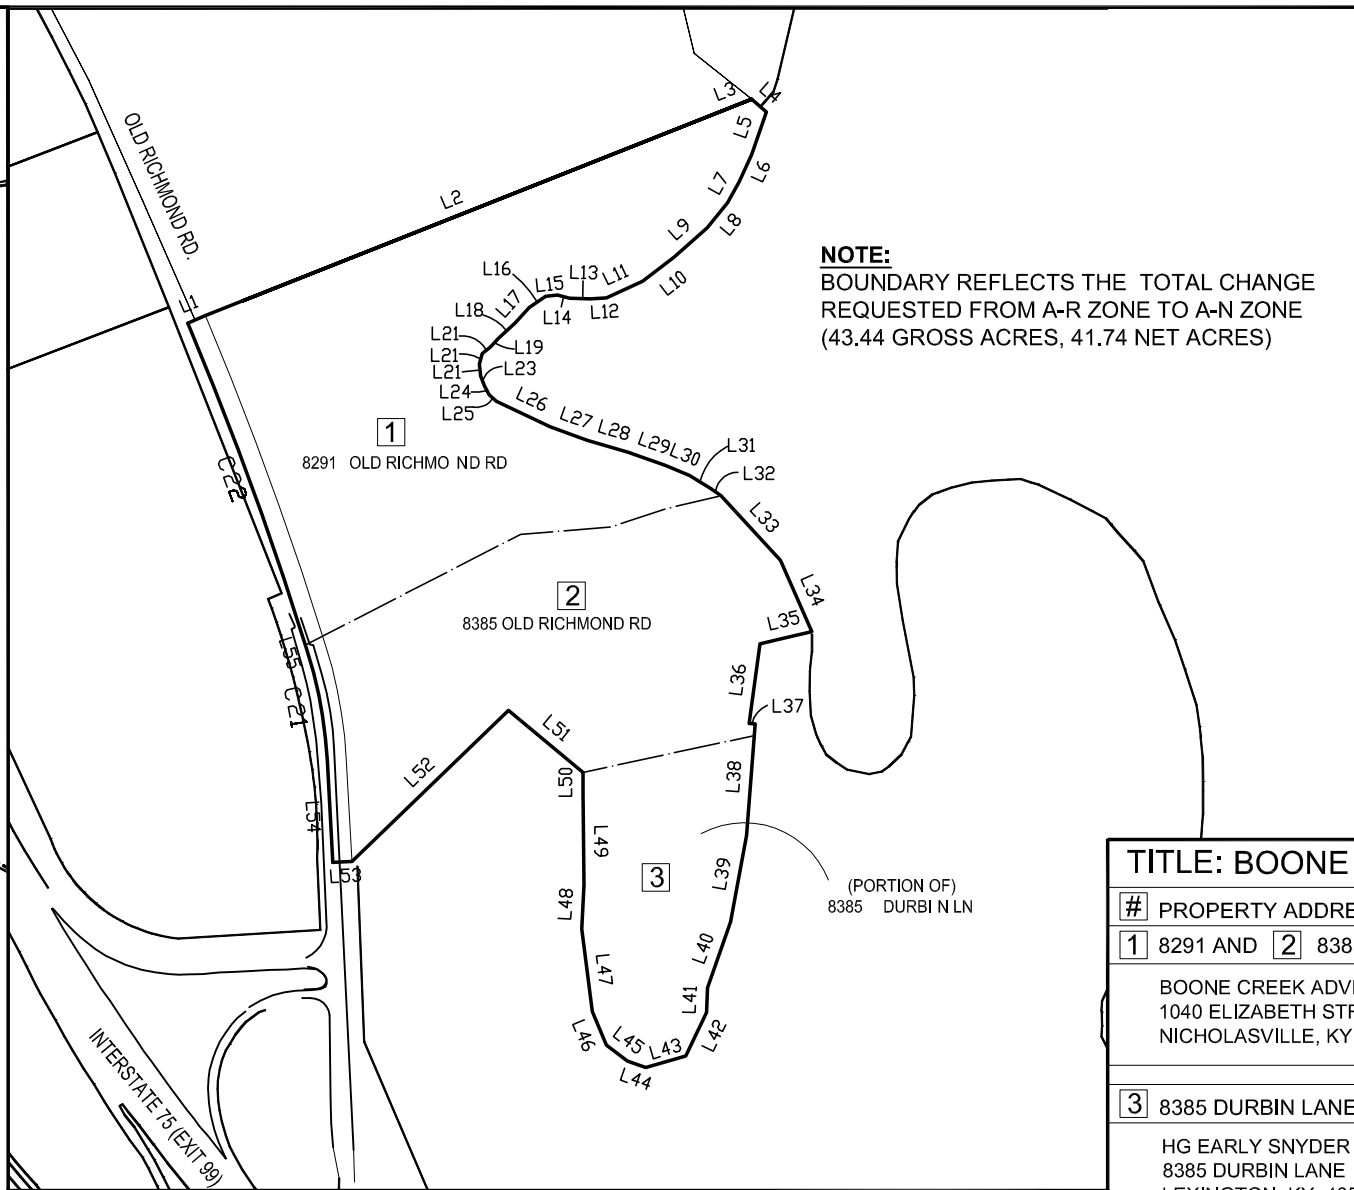 OLD RICHMOND RD.
L1
L2
L3
L4
L5
L6
L7
L8
L9
L10
L11
L12
L13
L14
L15
L16
L17
L18
L19
L21
L21
L21
L23
L24
L25
L26
L27
L28
L29
L30
L31
L32
L33
L34
L35
L36
L37
L38
L39
L40
L41
L42
L43
L44
L45
L46
L47
L48
L49
L50
L51
L52
L53
L54
C21
L55
C22
NOTE:
BOUNDARY REFLECTS THE TOTAL CHANGE
REQUESTED FROM A-R ZONE TO A-N ZONE
(43.44 GROSS ACRES, 41.74 NET ACRES)
1
8291 OLD RICHMO ND RD
2
8385 OLD RICHMOND RD
3
(PORTION OF)
8385 DURBI N LN
INTERSTATE 75 (EXIT 99)
TITLE: BOONE
# PROPERTY ADDRE
1 8291 AND 2 838
BOONE CREEK ADV
1040 ELIZABETH ST
NICHOLASVILLE, KY
3 8385 DURBIN LANE
HG EARLY SNYDER
8385 DURBIN LANE
LEXINGTON, KY